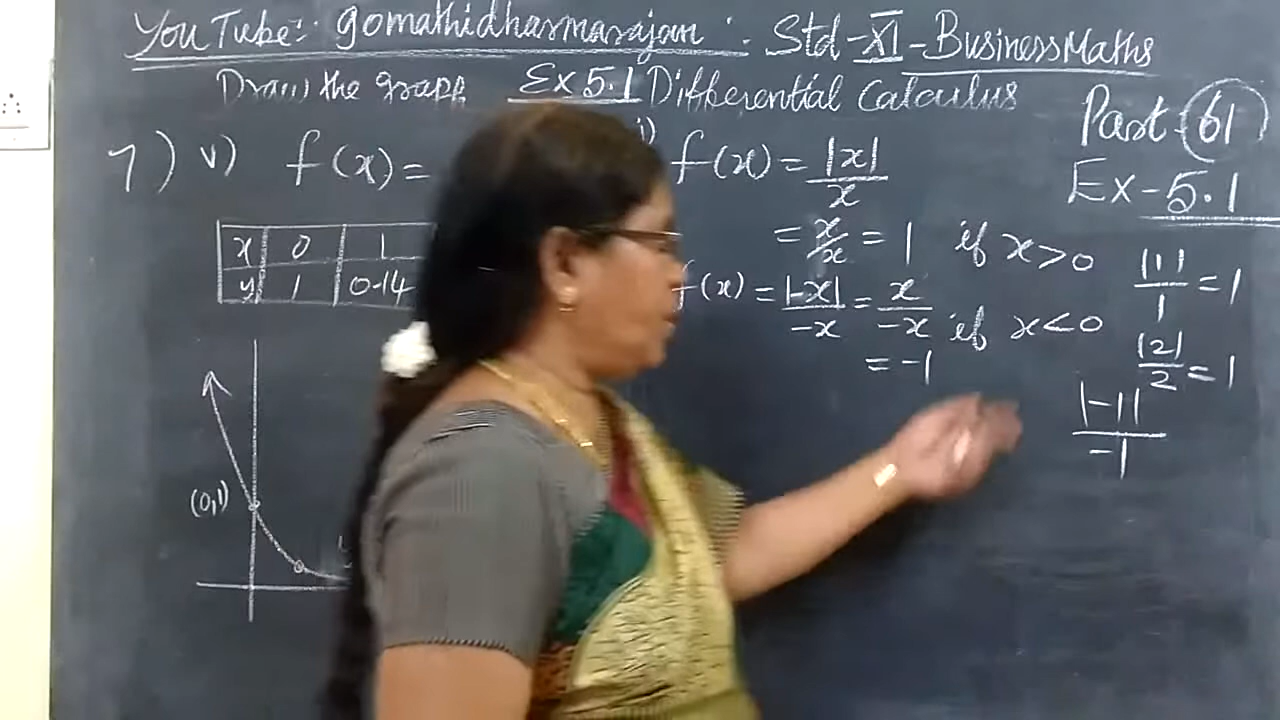 YouTube:- gomathidharmarajan : Std-XI-Business Maths
Draw the graph Ex 5.1 Differential Calculus
Part-61
Ex-5.1
7) v) f(x)=
x 0 1
y 1 0.14
(0,1)
i) f(x) = |x|/x
= x/x = 1 if x>0
f(x) = |-x|/-x = x/-x if x<0
= -1
|1|/1 = 1
|2|/2 = 1
|-1|/-1